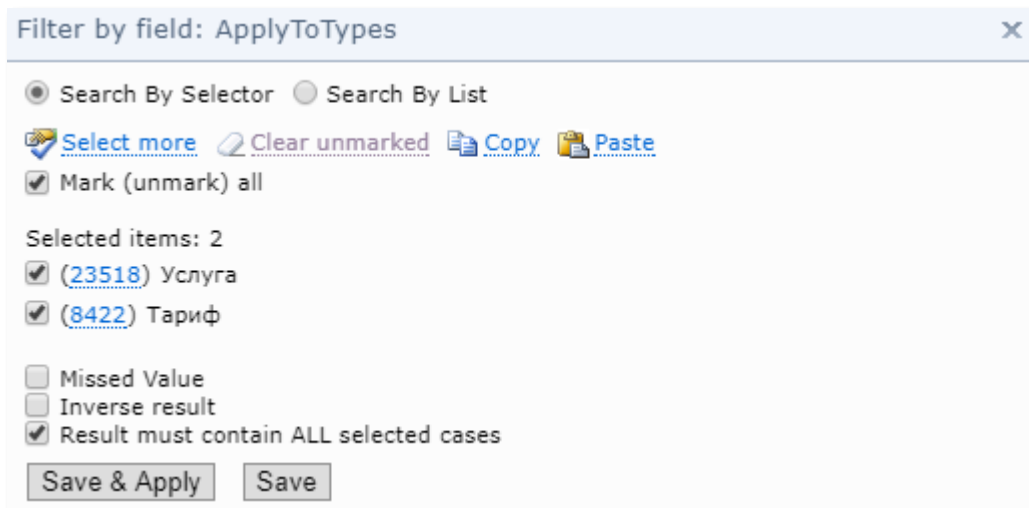 Filter by field: ApplyToTypes
Search By Selector Search By List
Select more Clear unmarked Copy Paste
Mark (unmark) all
Selected items: 2
(23518) Услуга
(8422) Тариф
Missed Value
Inverse result
Result must contain ALL selected cases
Save & Apply Save